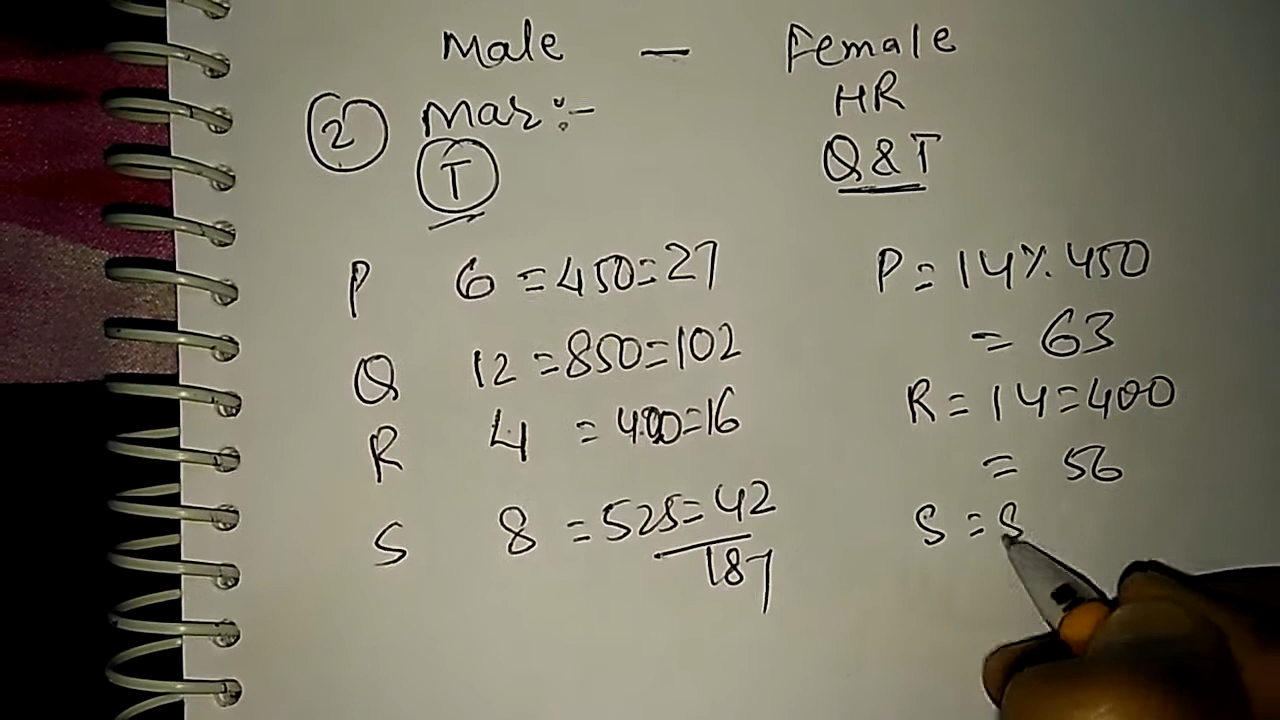 Male — Female
② Mar :- HR
Ⓣ Q&T
P 6 = 450 = 27
Q 12 = 850 = 102
R 4 = 400 = 16
S 8 = 525 = 42
187
P = 14% 450
= 63
R = 14 = 400
= 56
S = 8